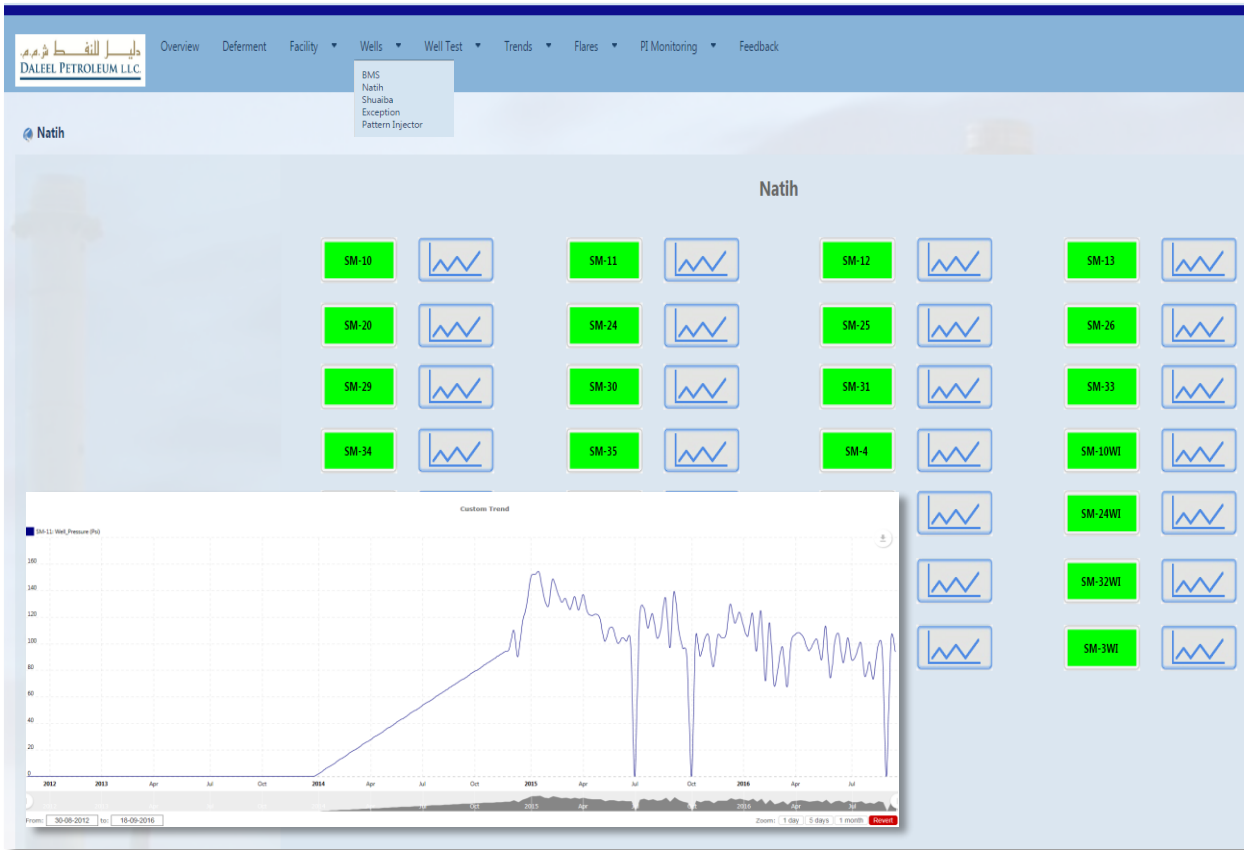 دليل النفط ش.م.م.
DALEEL PETROLEUM L.L.C.
Overview Deferment Facility Wells Well Test Trends Flares PI Monitoring Feedback
BMS
Natih
Shuaiba
Exception
Pattern Injector
Natih
Natih
SM-10 SM-11 SM-12 SM-13
SM-20 SM-24 SM-25 SM-26
SM-29 SM-30 SM-31 SM-33
SM-34 SM-35 SM-4 SM-10WI
SM-24WI
SM-32WI
SM-3WI
Custom Trend
SM-11: Well_Pressure (Psi)
160
140
120
100
80
60
40
20
0
2012 2013 Apr Jul Oct 2014 Apr Jul Oct 2015 Apr Jul Oct 2016 Apr Jul
From: 30-08-2012 to: 18-09-2016 Zoom: 1 day 5 days 1 month Revert